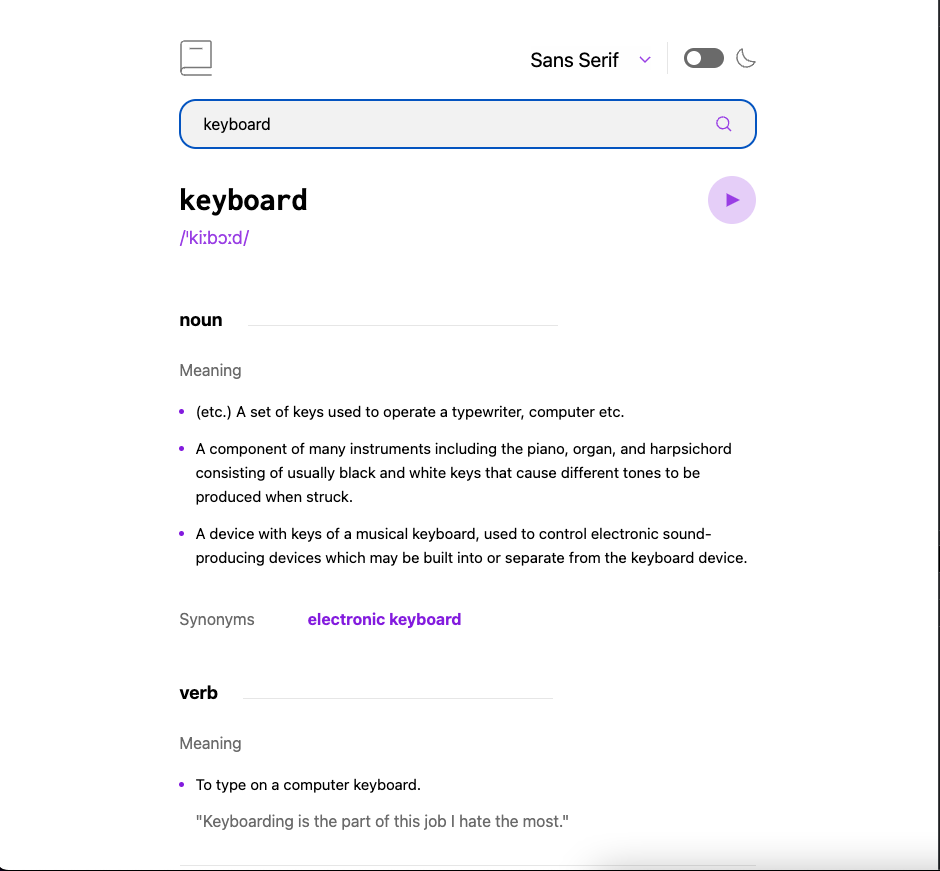 Sans Serif
keyboard
keyboard
/ˈkiːbɔːd/
noun
Meaning
(etc.) A set of keys used to operate a typewriter, computer etc.
A component of many instruments including the piano, organ, and harpsichord
consisting of usually black and white keys that cause different tones to be
produced when struck.
A device with keys of a musical keyboard, used to control electronic sound-
producing devices which may be built into or separate from the keyboard device.
Synonyms electronic keyboard
verb
Meaning
To type on a computer keyboard.
"Keyboarding is the part of this job I hate the most."